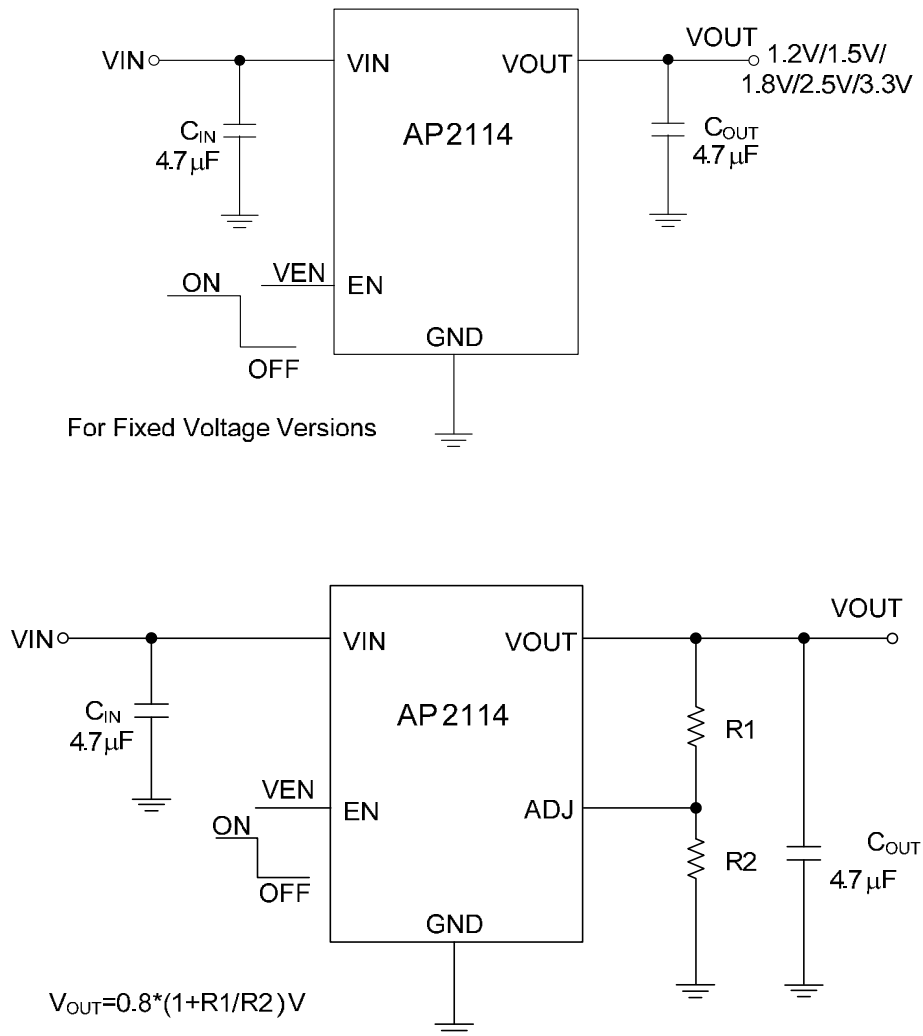 VOUT
VIN VIN VOUT 1.2V/1.5V/
1.8V/2.5V/3.3V
AP2114
CIN
4.7µF
COUT
4.7µF
ON
VEN EN
OFF
GND
For Fixed Voltage Versions
VOUT
VIN VIN VOUT
CIN
4.7µF
AP2114
R1
VEN EN
ADJ
ON
OFF
R2
COUT
4.7µF
GND
VOUT=0.8*(1+R1/R2)V